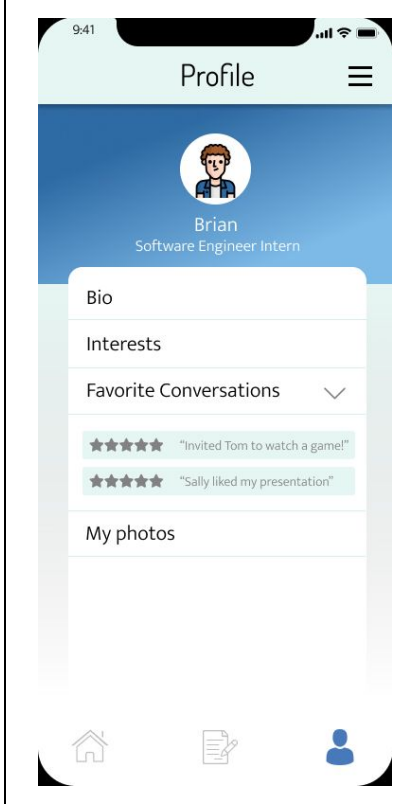 9:41
Profile
Brian
Software Engineer Intern
Bio
Interests
Favorite Conversations
“Invited Tom to watch a game!”
“Sally liked my presentation”
My photos